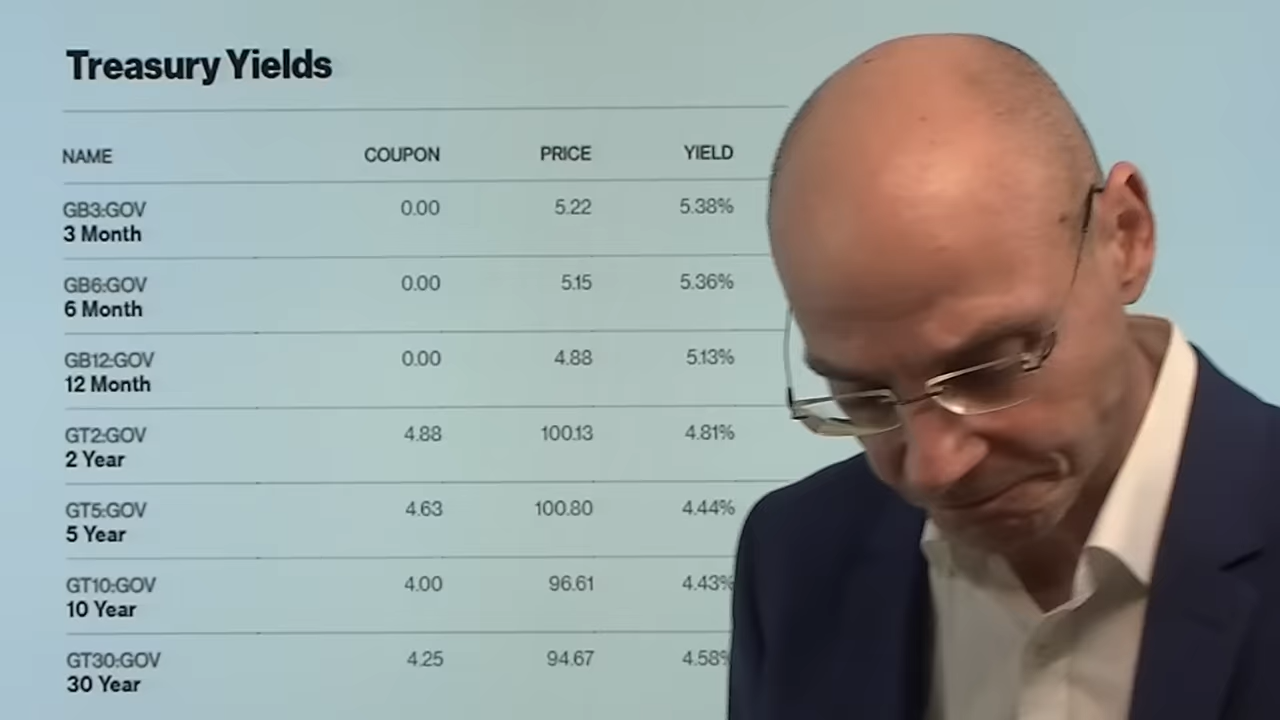 Treasury Yields
NAME COUPON PRICE YIELD
GB3:GOV 0.00 5.22 5.38%
3 Month
GB6:GOV 0.00 5.15 5.36%
6 Month
GB12:GOV 0.00 4.88 5.13%
12 Month
GT2:GOV 4.88 100.13 4.81%
2 Year
GT5:GOV 4.63 100.80 4.44%
5 Year
GT10:GOV 4.00 96.61 4.43%
10 Year
GT30:GOV 4.25 94.67 4.58%
30 Year